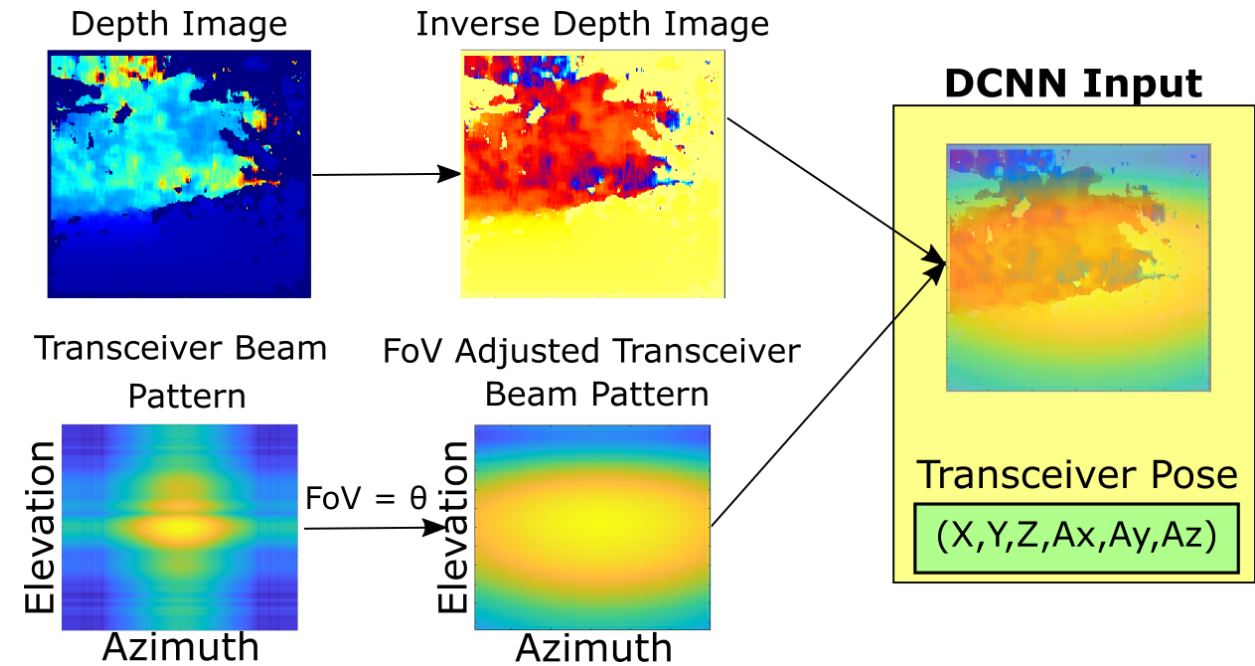 Depth Image
Inverse Depth Image
DCNN Input
Transceiver Beam
Pattern
FoV Adjusted Transceiver
Beam Pattern
Elevation
Azimuth
FoV = θ
Elevation
Azimuth
Transceiver Pose
(X,Y,Z,Ax,Ay,Az)